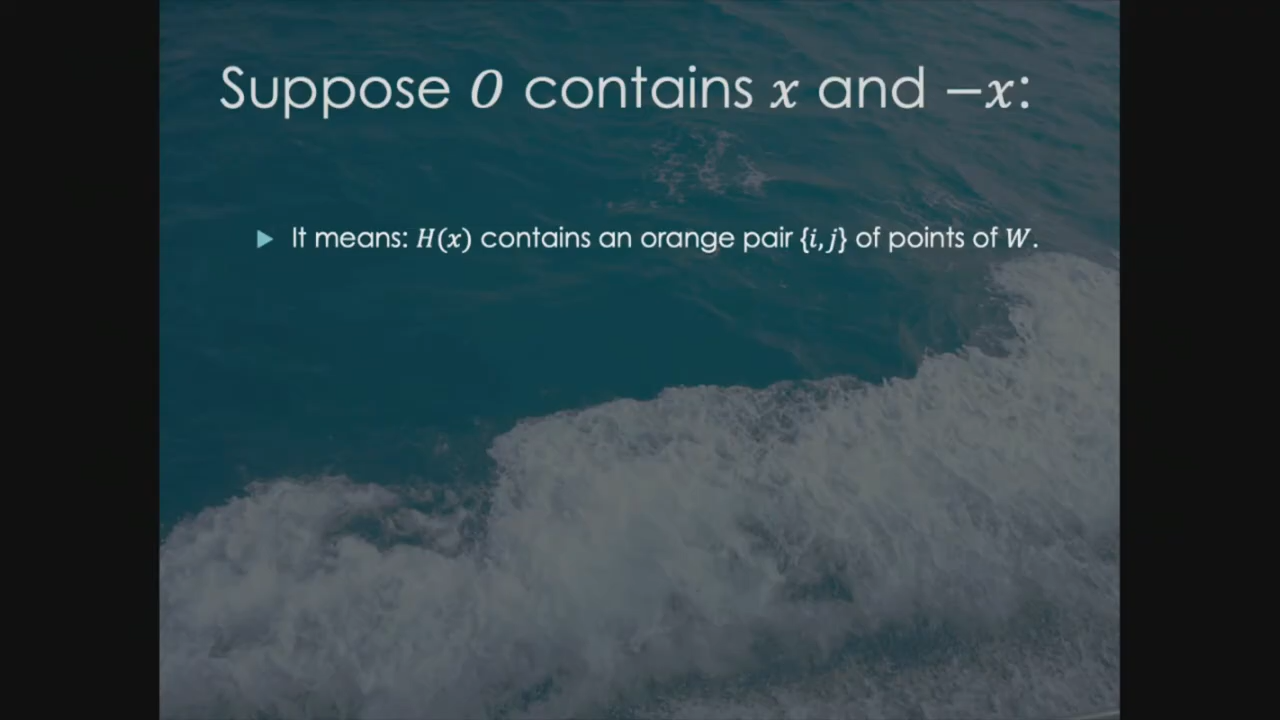 Suppose O contains x and −x:
It means: H(x) contains an orange pair {i, j} of points of W.